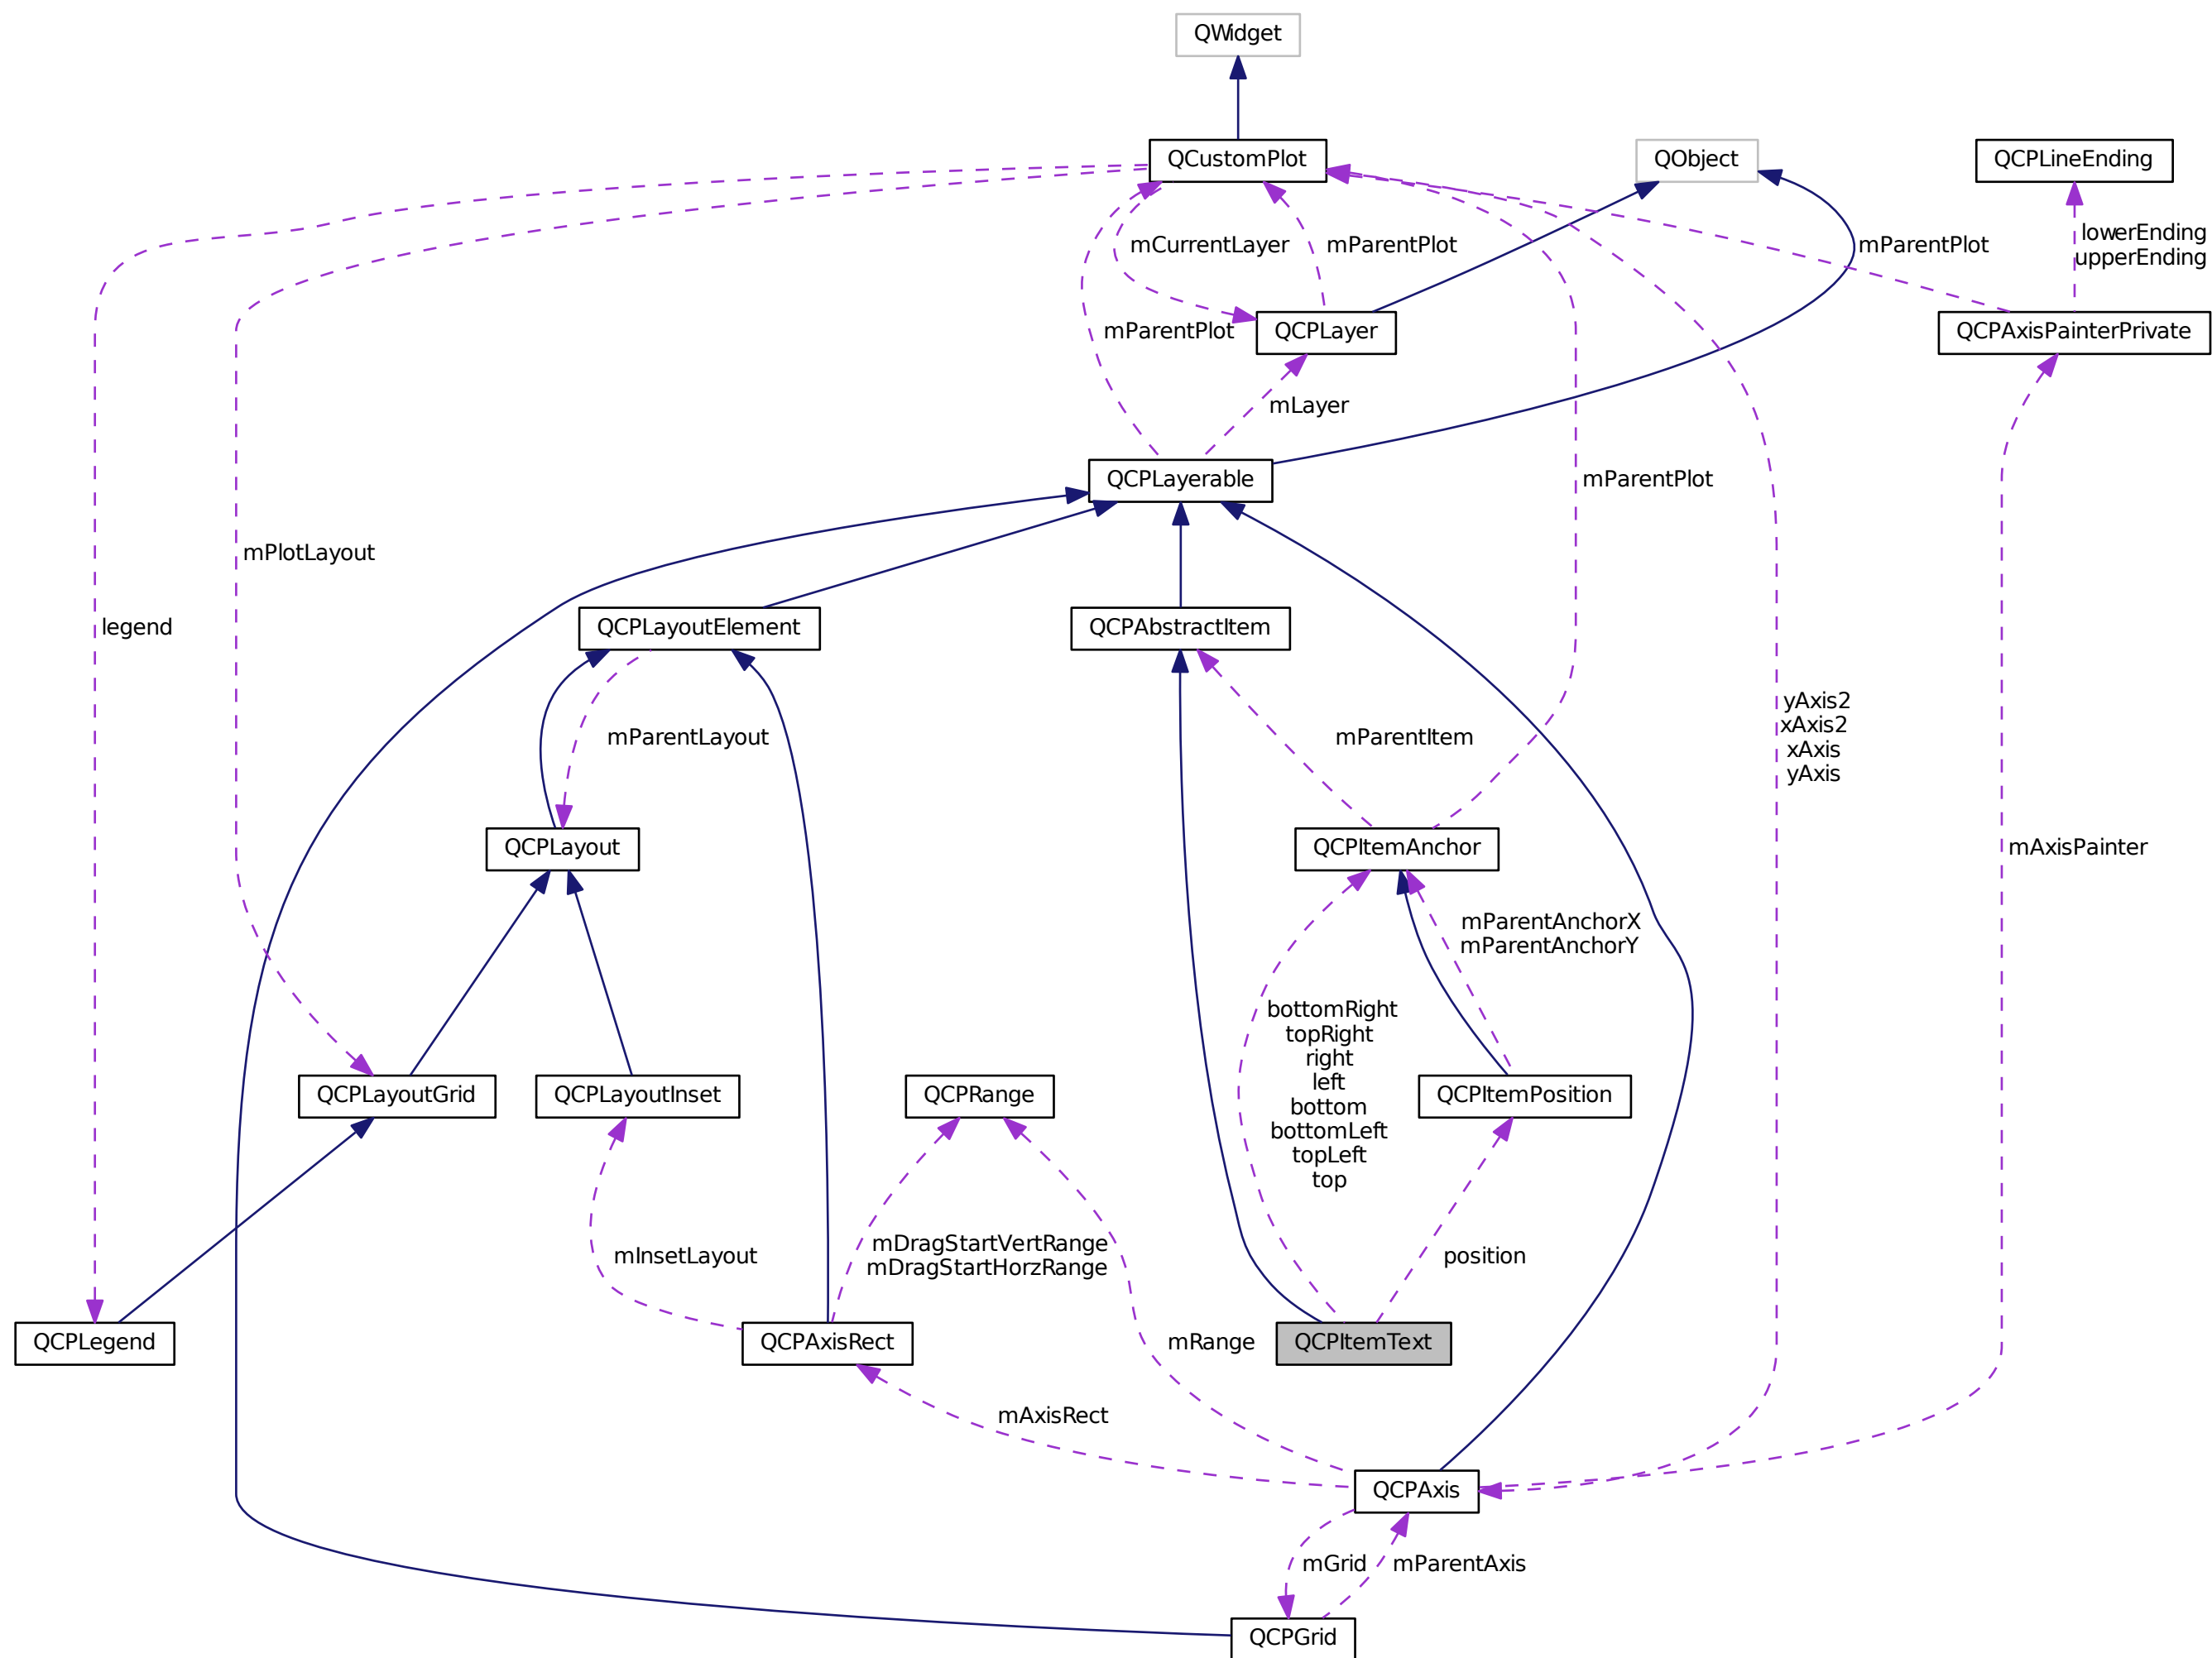 QWidget
QCustomPlot
QObject
QCPLineEnding
mCurrentLayer
mParentPlot
mParentPlot
lowerEnding
upperEnding
mParentPlot
QCPLayer
QCPAxisPainterPrivate
mLayer
QCPLayerable
mParentPlot
mPlotLayout
legend
QCPLayoutElement
QCPAbstractItem
mParentLayout
mParentItem
yAxis2
xAxis2
xAxis
yAxis
QCPLayout
QCPItemAnchor
mAxisPainter
mParentAnchorX
mParentAnchorY
bottomRight
topRight
right
left
bottom
bottomLeft
topLeft
top
QCPLayoutGrid
QCPLayoutInset
QCPRange
QCPItemPosition
mInsetLayout
mDragStartVertRange
mDragStartHorzRange
position
QCPLegend
QCPAxisRect
mRange
QCPItemText
mAxisRect
QCPAxis
mGrid
mParentAxis
QCPGrid